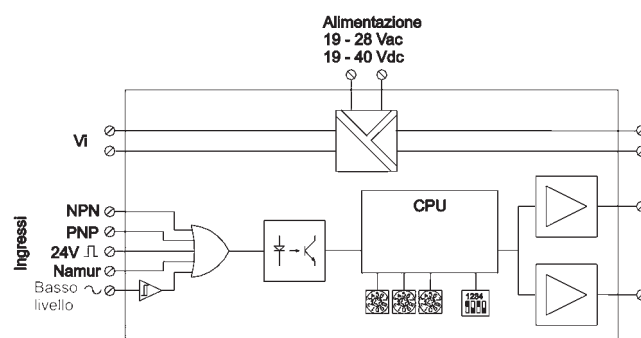 Alimentazione
19 - 28 Vac
19 - 40 Vdc
Vi
Ingressi
NPN
PNP
24V
Namur
Basso
livello
CPU
1234